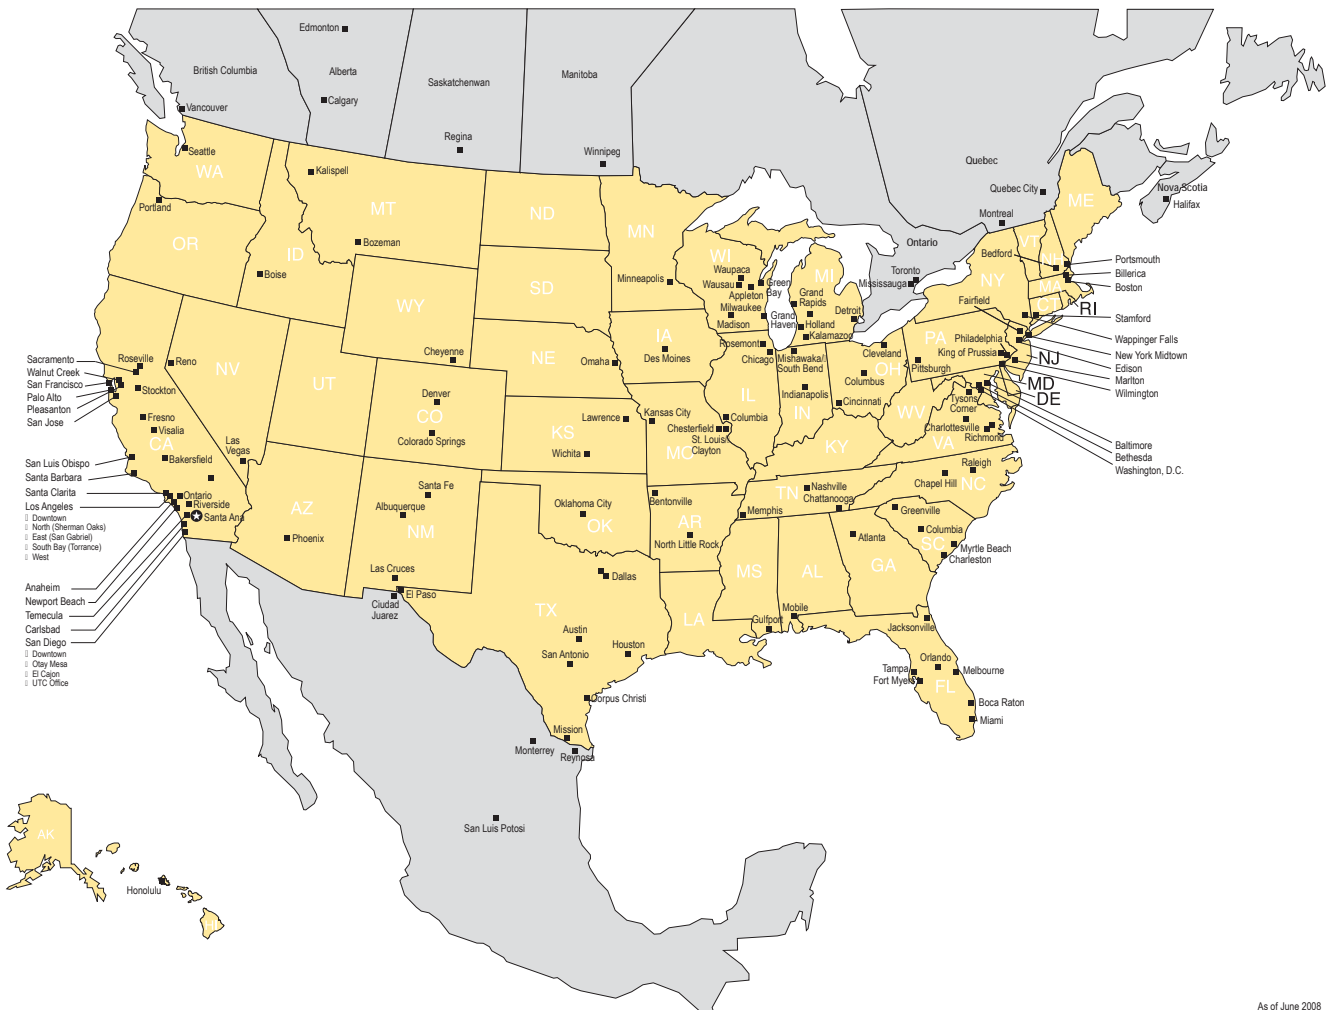 Edmonton
British Columbia
Alberta
Saskatchenwan
Manitoba
Calgary
Vancouver
Regina
Winnipeg
Quebec
Quebec City
Nova Scotia
Halifax
Montreal
Ontario
Toronto
Mississauga
Seattle
WA
Kalispell
MT
ND
MN
ME
Portland
OR
ID
Bozeman
Boise
WY
SD
Minneapolis
WI
Waupaca
Wausau
Appleton
Green
Bay
Milwaukee
Madison
MI
Grand
Rapids
Grand
Haven
Holland
Kalamazoo
Detroit
VT
NH
Bedford
NY
MA
CT
Fairfield
Portsmouth
Billerica
Boston
RI
Stamford
Wappinger Falls
New York Midtown
Edison
Marlton
Wilmington
PA
Philadelphia
King of Prussia
Pittsburgh
NJ
MD
DE
Baltimore
Bethesda
Washington, D.C.
Cheyenne
NE
Omaha
IA
Des Moines
Rosemont
Chicago
Mishawaka/
South Bend
Cleveland
OH
Columbus
Cincinnati
IL
IN
Indianapolis
WV
Tysons
Corner
Charlottesville
Richmond
VA
Sacramento
Walnut Creek
San Francisco
Palo Alto
Pleasanton
San Jose
Roseville
Reno
Stockton
NV
UT
Denver
CO
Colorado Springs
Fresno
Visalia
CA
Bakersfield
Las
Vegas
Lawrence
KS
Wichita
Kansas City
Columbia
Chesterfield
St. Louis/
Clayton
MO
KY
San Luis Obispo
Santa Barbara
Santa Clarita
Los Angeles
Downtown
North (Sherman Oaks)
East (San Gabriel)
South Bay (Torrance)
West
Ontario
Riverside
Santa Ana
Anaheim
Newport Beach
Temecula
Carlsbad
San Diego
Downtown
Otay Mesa
El Cajon
UTC Office
AZ
Phoenix
Santa Fe
Albuquerque
NM
Las Cruces
El Paso
Ciudad
Juarez
Oklahoma City
OK
Bentonville
AR
North Little Rock
TN
Nashville
Chattanooga
Memphis
Raleigh
Chapel Hill
NC
Greenville
Columbia
SC
Myrtle Beach
Charleston
Atlanta
GA
MS
AL
LA
Mobile
Gulfport
Jacksonville
Dallas
TX
Austin
San Antonio
Houston
Corpus Christi
Mission
Monterrey
Reynosa
San Luis Potosi
Orlando
Tampa
Fort Myers
Melbourne
FL
Boca Raton
Miami
AK
Honolulu
HI
As of June 2008